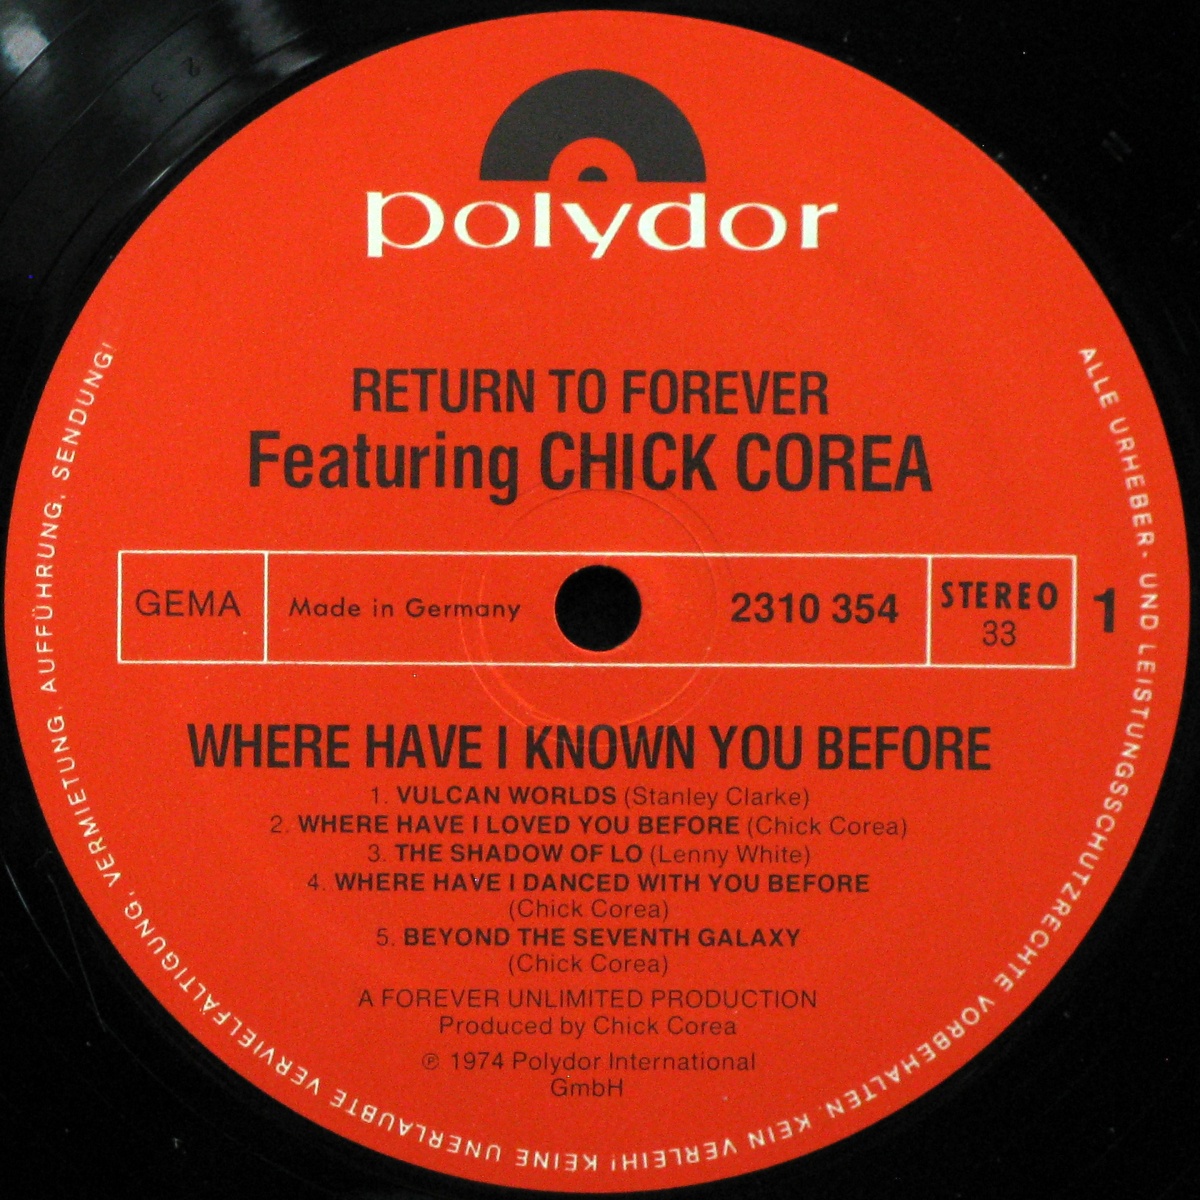 polydor
RETURN TO FOREVER
Featuring CHICK COREA
GEMA
Made in Germany
2310 354
STEREO
33
1
WHERE HAVE I KNOWN YOU BEFORE
1. VULCAN WORLDS (Stanley Clarke)
2. WHERE HAVE I LOVED YOU BEFORE (Chick Corea)
3. THE SHADOW OF LO (Lenny White)
4. WHERE HAVE I DANCED WITH YOU BEFORE
(Chick Corea)
5. BEYOND THE SEVENTH GALAXY
(Chick Corea)
A FOREVER UNLIMITED PRODUCTION
Produced by Chick Corea
℗ 1974 Polydor International
GmbH
ALLE URHEBER- UND LEISTUNGSSCHUTZRECHTE VORBEHALTEN. KEIN VERLEIH! KEINE UNERLAUBTE VERVIELFÄLTIGUNG, VERMIETUNG, AUFFÜHRUNG, SENDUNG!